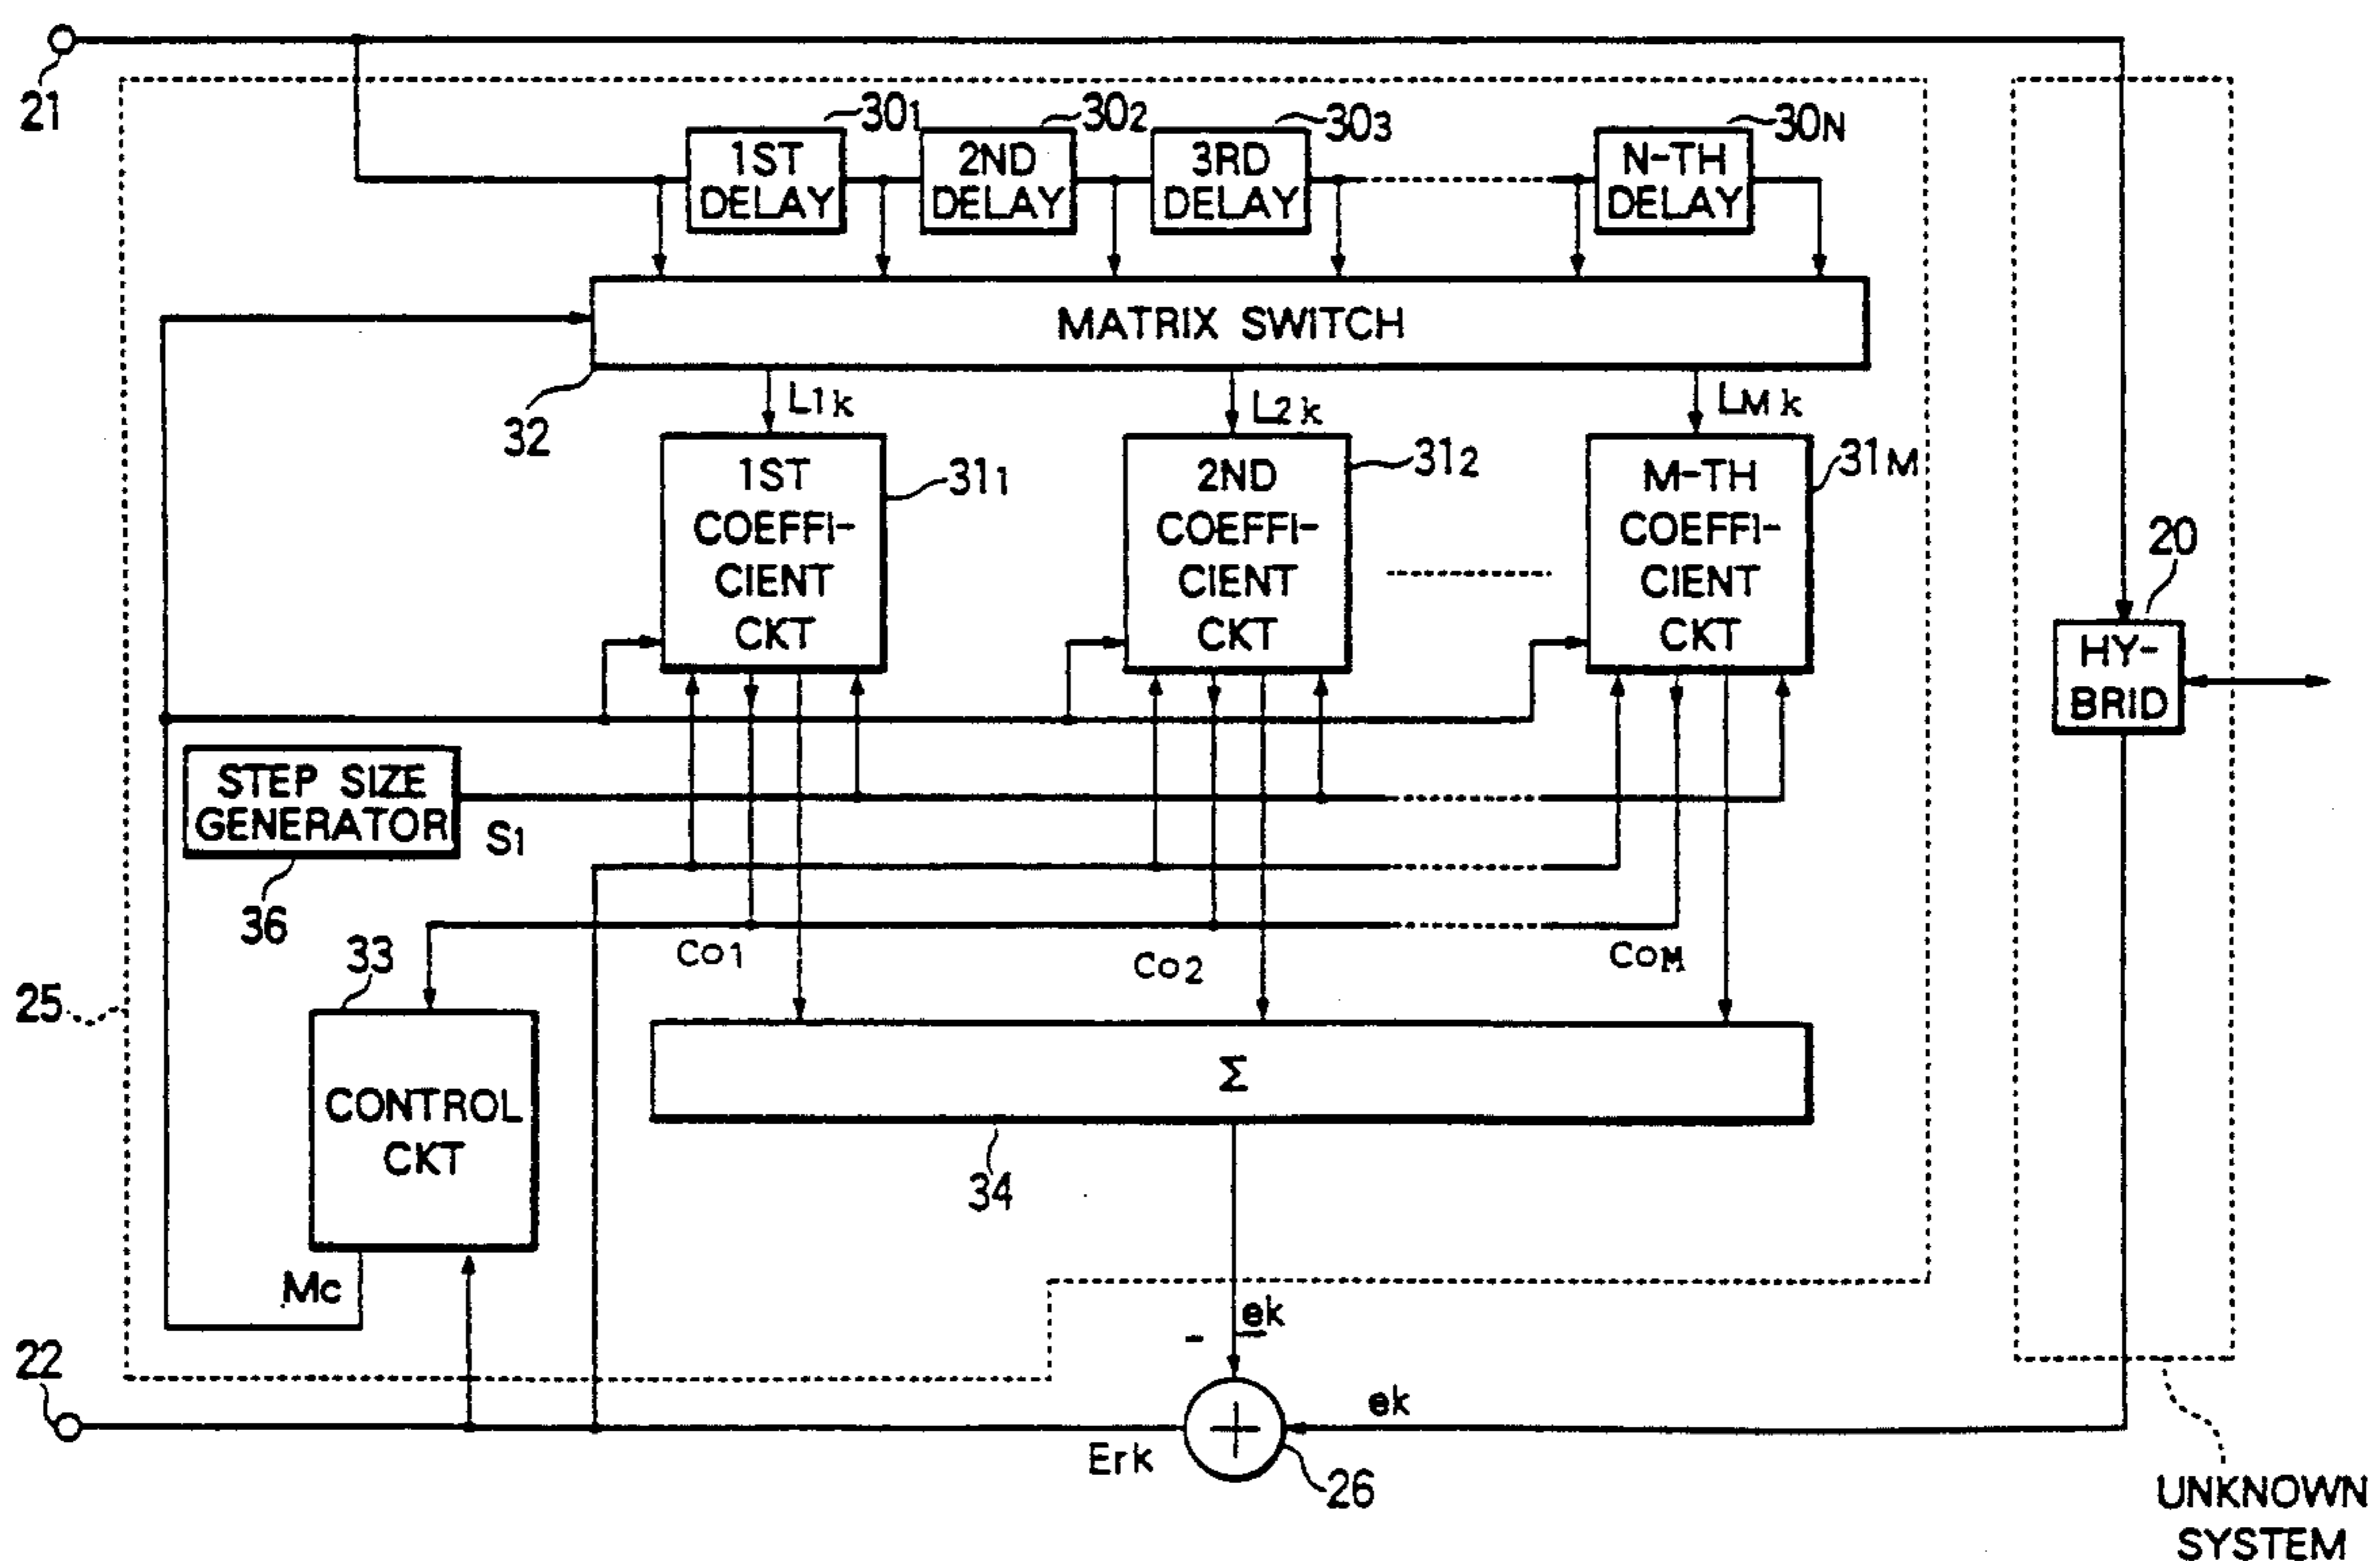 21
30₁
30₂
30₃
30N
1ST
DELAY
2ND
DELAY
3RD
DELAY
N-TH
DELAY
MATRIX SWITCH
32
L1k
L2k
LMk
1ST
COEFFI-
CIENT
CKT
31₁
2ND
COEFFI-
CIENT
CKT
31₂
M-TH
COEFFI-
CIENT
CKT
31M
20
HY-
BRID
STEP SIZE
GENERATOR
S1
36
33
Co1
Co2
CoM
25
CONTROL
CKT
Σ
34
Mc
22
-
ek
ek
+
Erk
26
UNKNOWN
SYSTEM